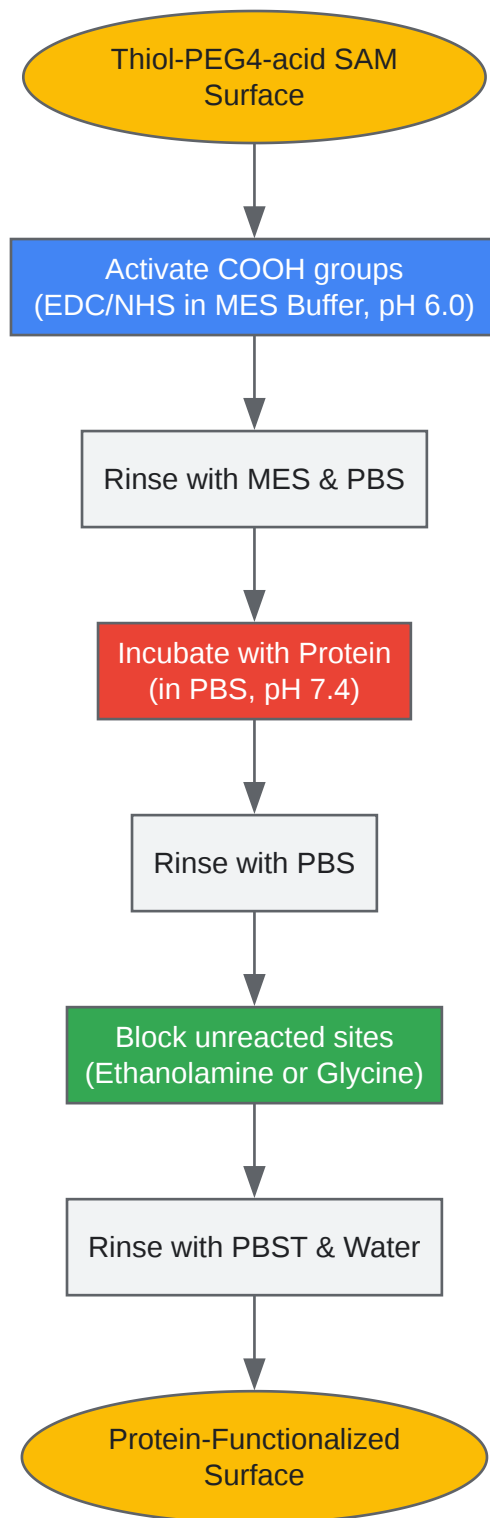 Thiol-PEG4-acid SAM
Surface
Activate COOH groups
(EDC/NHS in MES Buffer, pH 6.0)
Rinse with MES & PBS
Incubate with Protein
(in PBS, pH 7.4)
Rinse with PBS
Block unreacted sites
(Ethanolamine or Glycine)
Rinse with PBST & Water
Protein-Functionalized
Surface